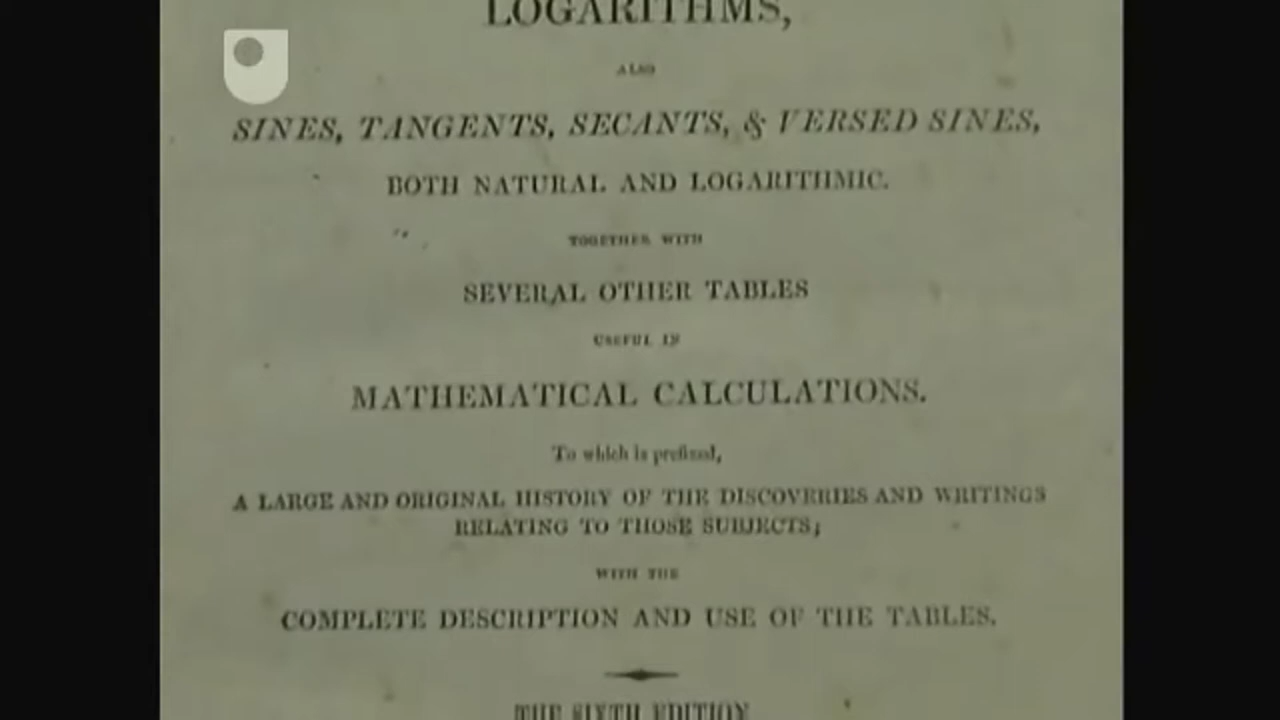 LOGARITHMS,
ALSO
SINES, TANGENTS, SECANTS, & VERSED SINES,
BOTH NATURAL AND LOGARITHMIC.
TOGETHER WITH
SEVERAL OTHER TABLES
USEFUL IN
MATHEMATICAL CALCULATIONS.
To which is prefixed,
A LARGE AND ORIGINAL HISTORY OF THE DISCOVERIES AND WRITINGS
RELATING TO THOSE SUBJECTS;
WITH THE
COMPLETE DESCRIPTION AND USE OF THE TABLES.
THE SIXTH EDITION